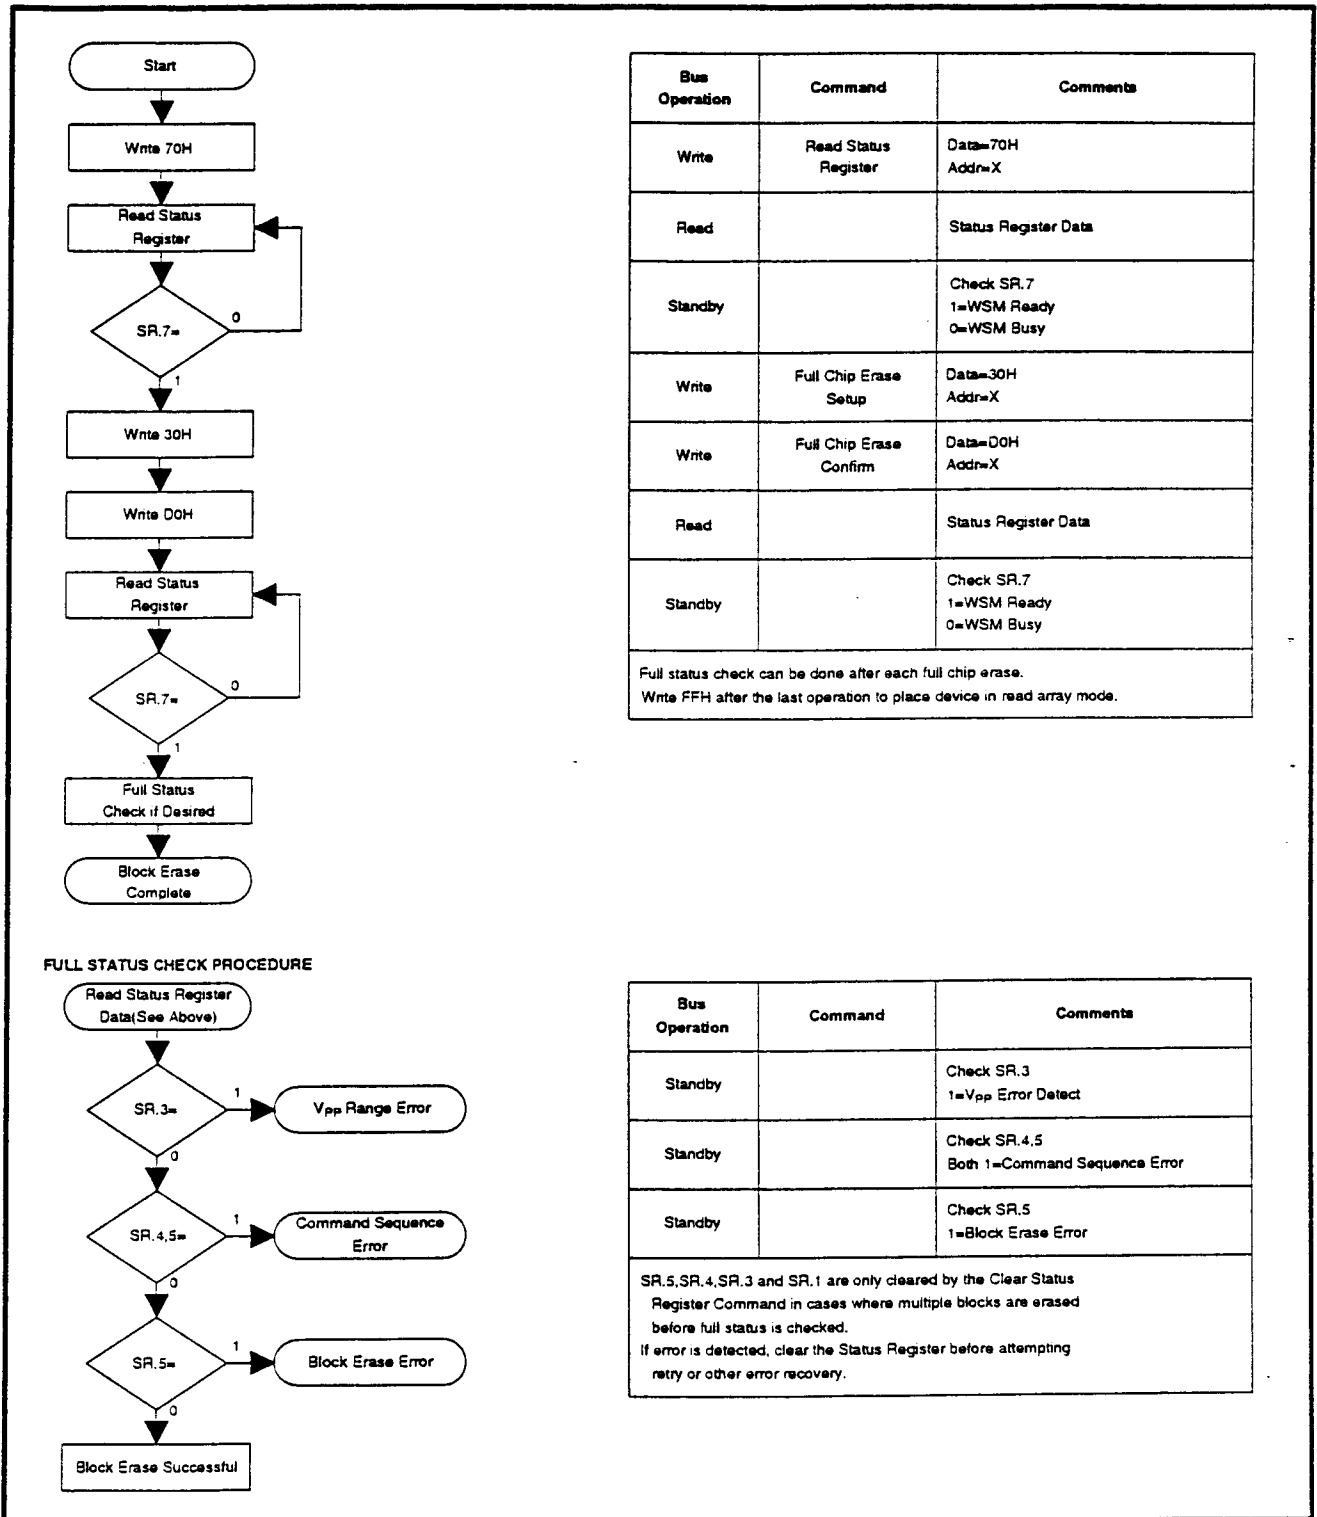 Start
Write 70H
Read Status
Register
SR.7=
0
1
Write 30H
Write D0H
Read Status
Register
SR.7=
0
1
Full Status
Check if Desired
Block Erase
Complete
Bus Operation Command Comments
Write Read Status Register Data=70H
Addr=X
Read Status Register Data
Standby Check SR.7
1=WSM Ready
0=WSM Busy
Write Full Chip Erase Setup Data=30H
Addr=X
Write Full Chip Erase Confirm Data=D0H
Addr=X
Read Status Register Data
Standby Check SR.7
1=WSM Ready
0=WSM Busy
Full status check can be done after each full chip erase.
Write FFH after the last operation to place device in read array mode.
FULL STATUS CHECK PROCEDURE
Read Status Register
Data(See Above)
SR.3=
1
VPP Range Error
0
SR.4,5=
1
Command Sequence
Error
0
SR.5=
1
Block Erase Error
0
Block Erase Successful
Bus Operation Command Comments
Standby Check SR.3
1=VPP Error Detect
Standby Check SR.4,5
Both 1=Command Sequence Error
Standby Check SR.5
1=Block Erase Error
SR.5,SR.4,SR.3 and SR.1 are only cleared by the Clear Status
Register Command in cases where multiple blocks are erased
before full status is checked.
If error is detected, clear the Status Register before attempting
retry or other error recovery.